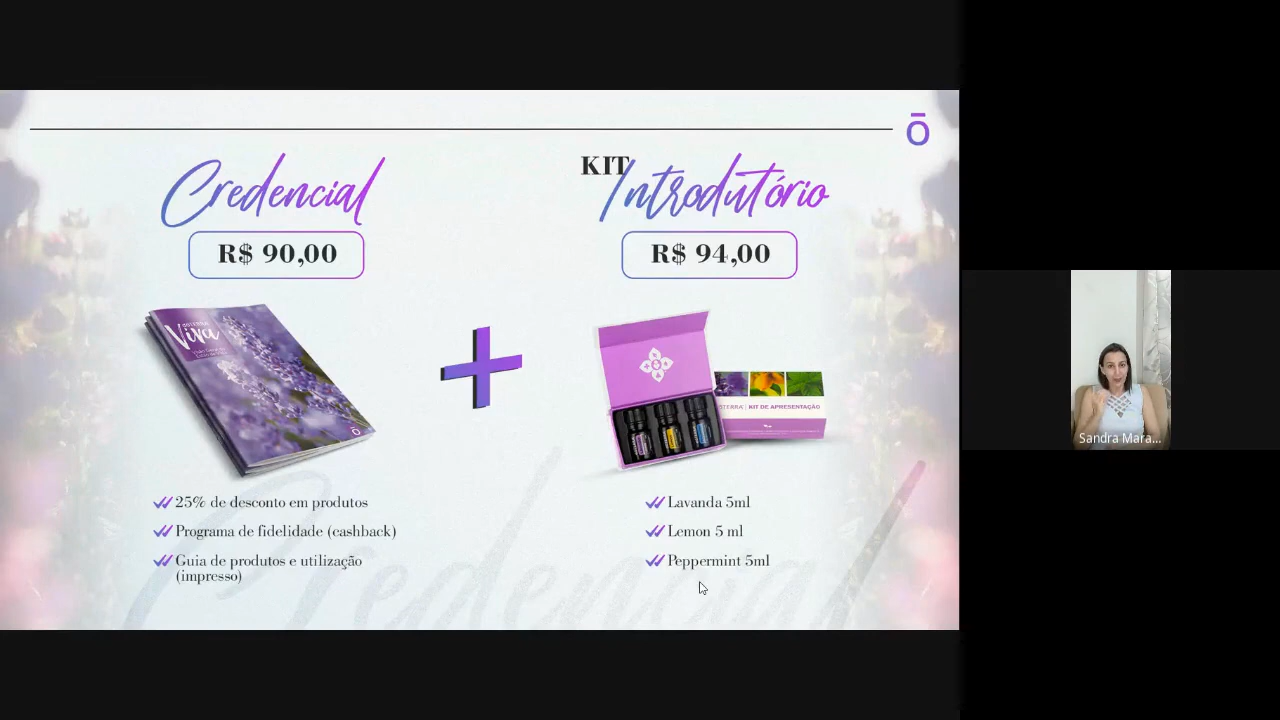 ō
Credencial
R$ 90,00
Viva
25% de desconto em produtos
Programa de fidelidade (cashback)
Guia de produtos e utilização
(impresso)
KIT
Introdutório
R$ 94,00
KIT DE APRESENTAÇÃO
Lavanda 5ml
Lemon 5 ml
Peppermint 5ml
Credencial
Sandra Mara...